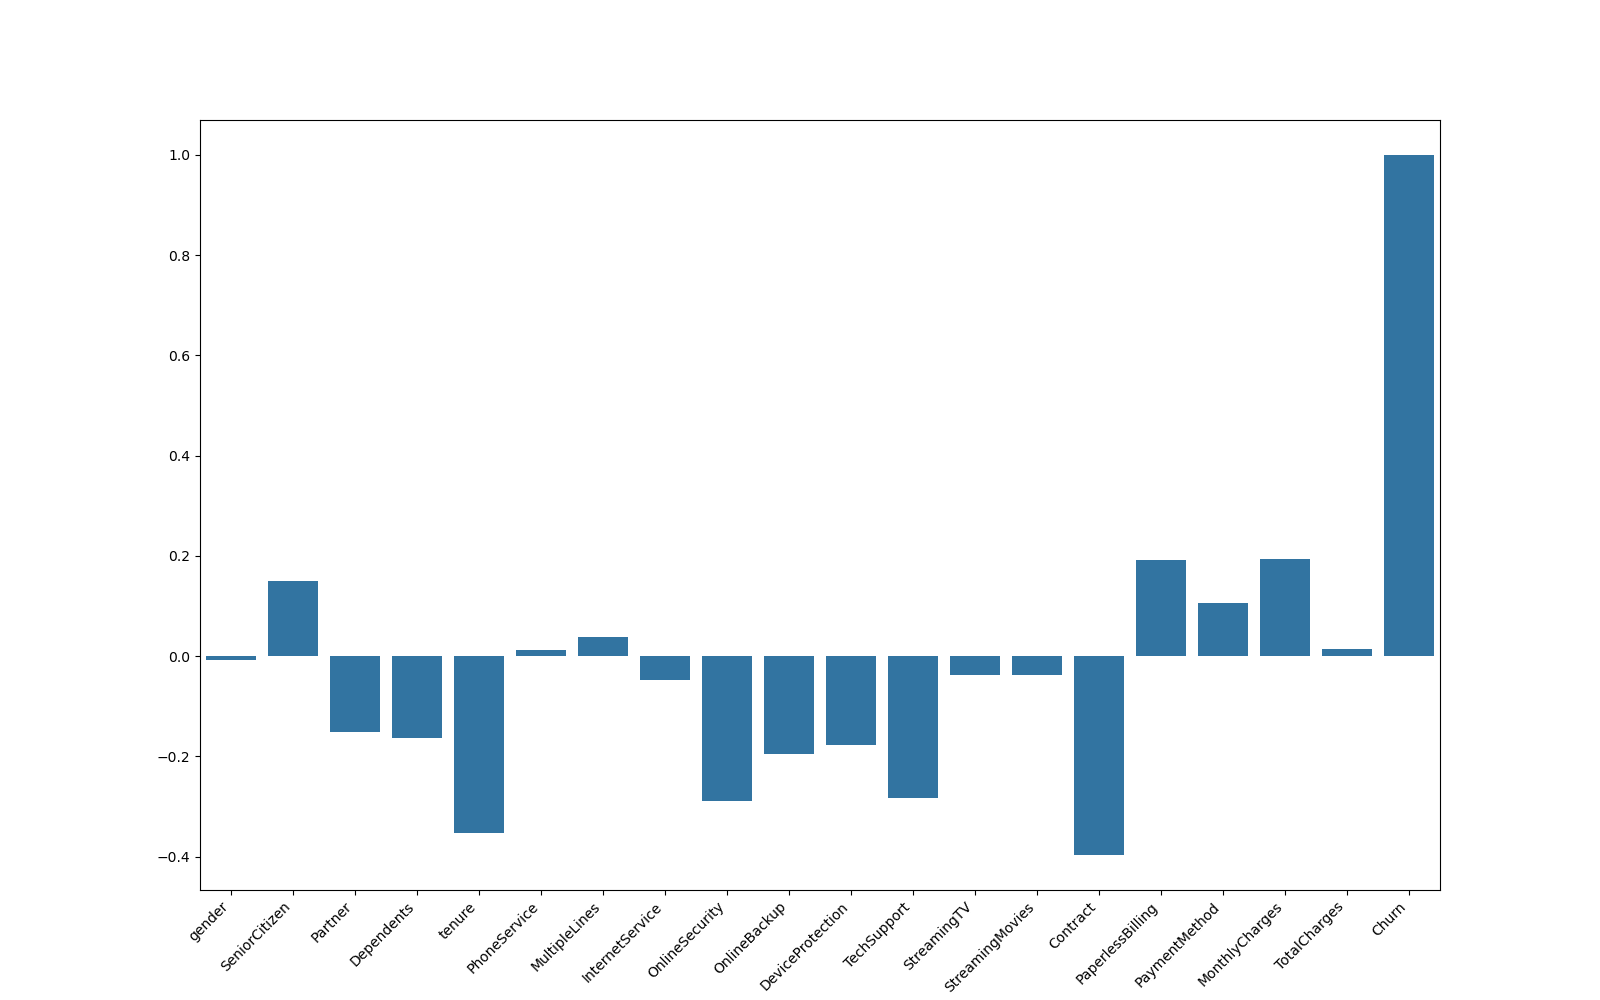 1.0
0.8
0.6
0.4
0.2
0.0
−0.2
−0.4
gender
SeniorCitizen
Partner
Dependents
tenure
PhoneService
MultipleLines
InternetService
OnlineSecurity
OnlineBackup
DeviceProtection
TechSupport
StreamingTV
StreamingMovies
Contract
PaperlessBilling
PaymentMethod
MonthlyCharges
TotalCharges
Churn